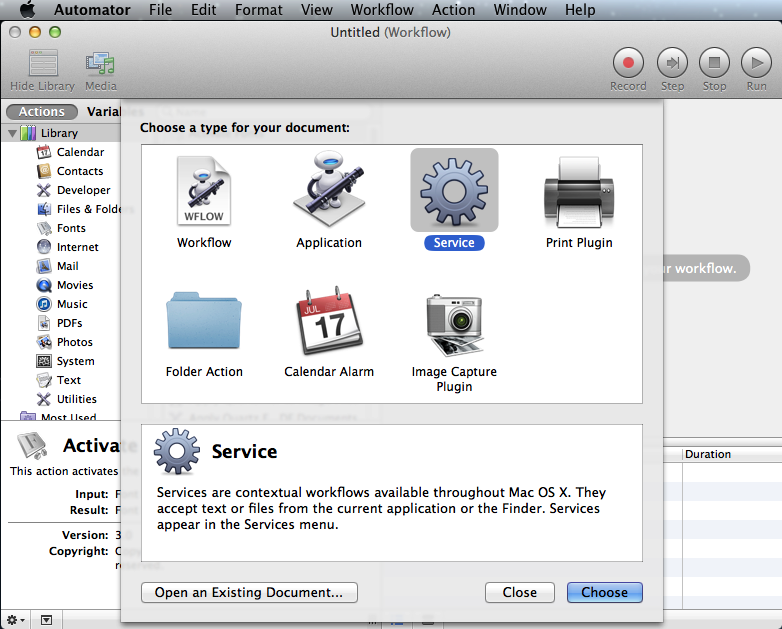 Automator File Edit Format View Workflow Action Window Help
Untitled (Workflow)
Hide Library Media Record Step Stop Run
Actions Variables
Choose a type for your document:
Library
Calendar
Contacts
Developer
Files & Folders
Fonts
Internet
Mail
Movies
Music
PDFs
Photos
System
Text
Utilities
Most Used
WFLOW
Workflow
Application
Service
Print Plugin
JUL
17
Folder Action
Calendar Alarm
Image Capture
Plugin
workflow.
Activate
This action activates
Input:
Result:
Version: 3.0
Copyright:
reserved.
Service
Services are contextual workflows available throughout Mac OS X. They
accept text or files from the current application or the Finder. Services
appear in the Services menu.
Duration
Open an Existing Document...
Close
Choose